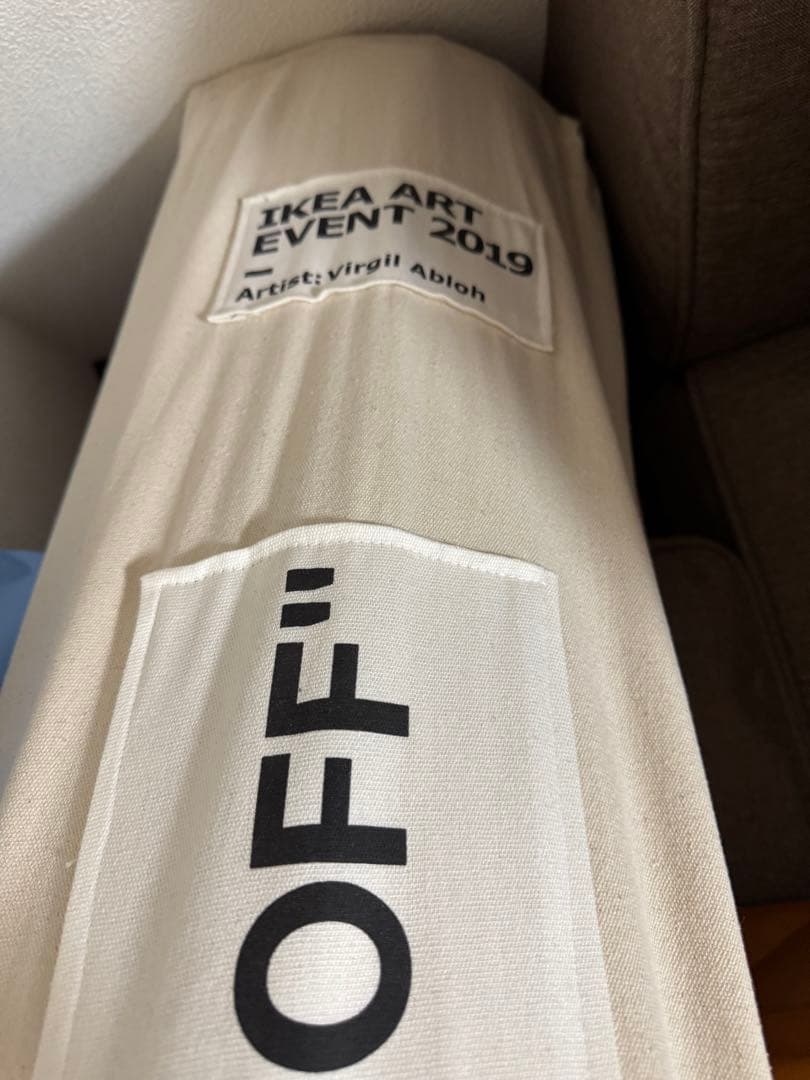 IKEA ART
EVENT 2019
–
Artist: Virgil Abloh
OFF"